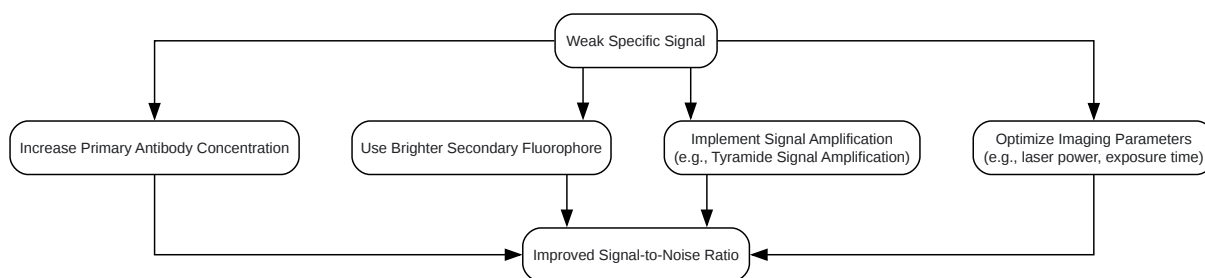 Weak Specific Signal
Increase Primary Antibody Concentration
Use Brighter Secondary Fluorophore
Implement Signal Amplification
(e.g., Tyramide Signal Amplification)
Optimize Imaging Parameters
(e.g., laser power, exposure time)
Improved Signal-to-Noise Ratio